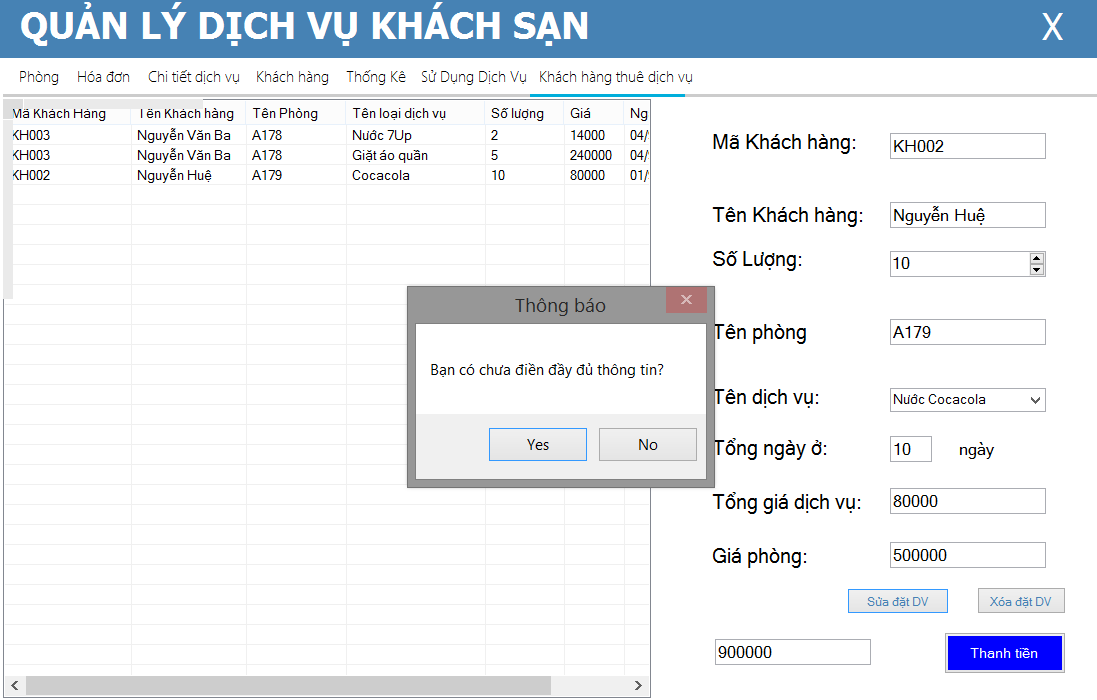 QUẢN LÝ DỊCH VỤ KHÁCH SẠN X
Phòng Hóa đơn Chi tiết dịch vụ Khách hàng Thống Kê Sử Dụng Dịch Vụ Khách hàng thuê dịch vụ
Mã Khách Hàng Tên Khách hàng Tên Phòng Tên loại dịch vụ Số lượng Giá Ng
KH003 Nguyễn Văn Ba A178 Nước 7Up 2 14000 04/
KH003 Nguyễn Văn Ba A178 Giặt áo quần 5 240000 04/
KH002 Nguyễn Huệ A179 Cocacola 10 80000 01/
Mã Khách hàng: KH002
Tên Khách hàng: Nguyễn Huệ
Số Lượng: 10
Tên phòng A179
Tên dịch vụ: Nước Cocacola
Tổng ngày ở: 10 ngày
Tổng giá dịch vụ: 80000
Giá phòng: 500000
Sửa đặt DV Xóa đặt DV
900000 Thanh tiền
Thông báo
Bạn có chưa điền đầy đủ thông tin?
Yes No